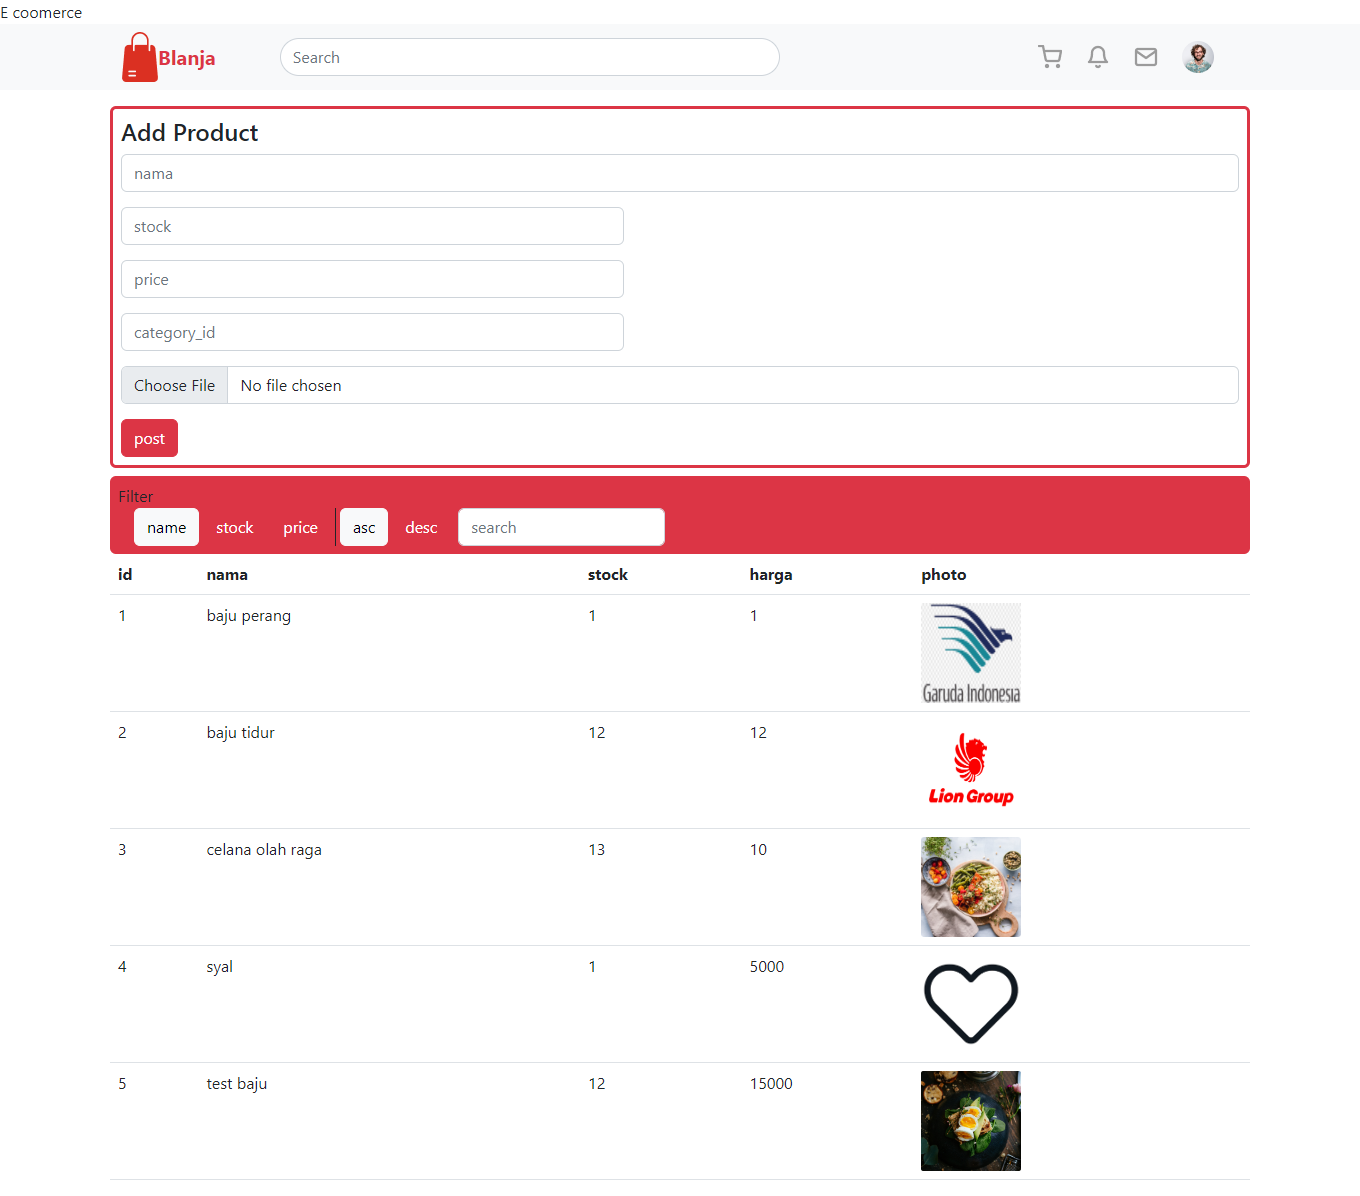 E coomerce
Blanja
Search
Add Product
nama
stock
price
category_id
Choose File No file chosen
post
Filter
name stock price asc desc search
id nama stock harga photo
1 baju perang 1 1
Garuda Indonesia
2 baju tidur 12 12
Lion Group
3 celana olah raga 13 10
4 syal 1 5000
5 test baju 12 15000